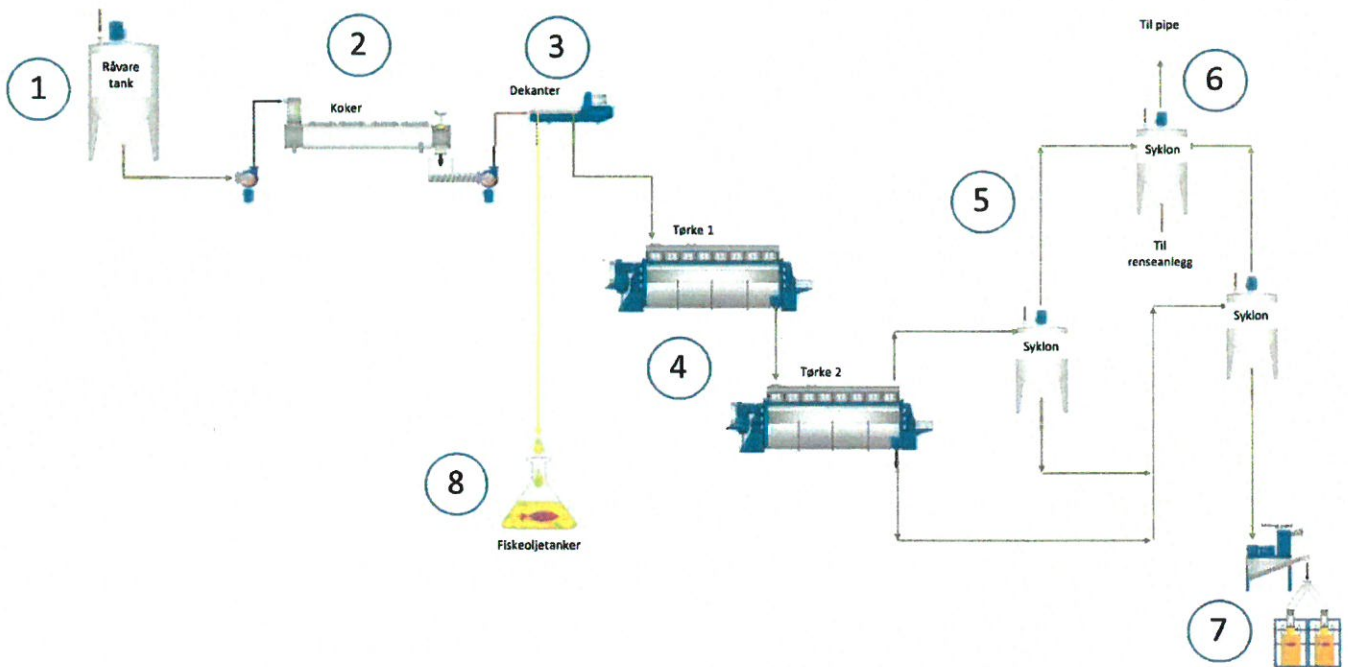 1
Råvare
tank
2
Koker
3
Dekanter
Tørke 1
4
Tørke 2
5
Syklon
Til pipe
6
Syklon
Til
renseanlegg
Syklon
7
8
Fiskeoljetanker